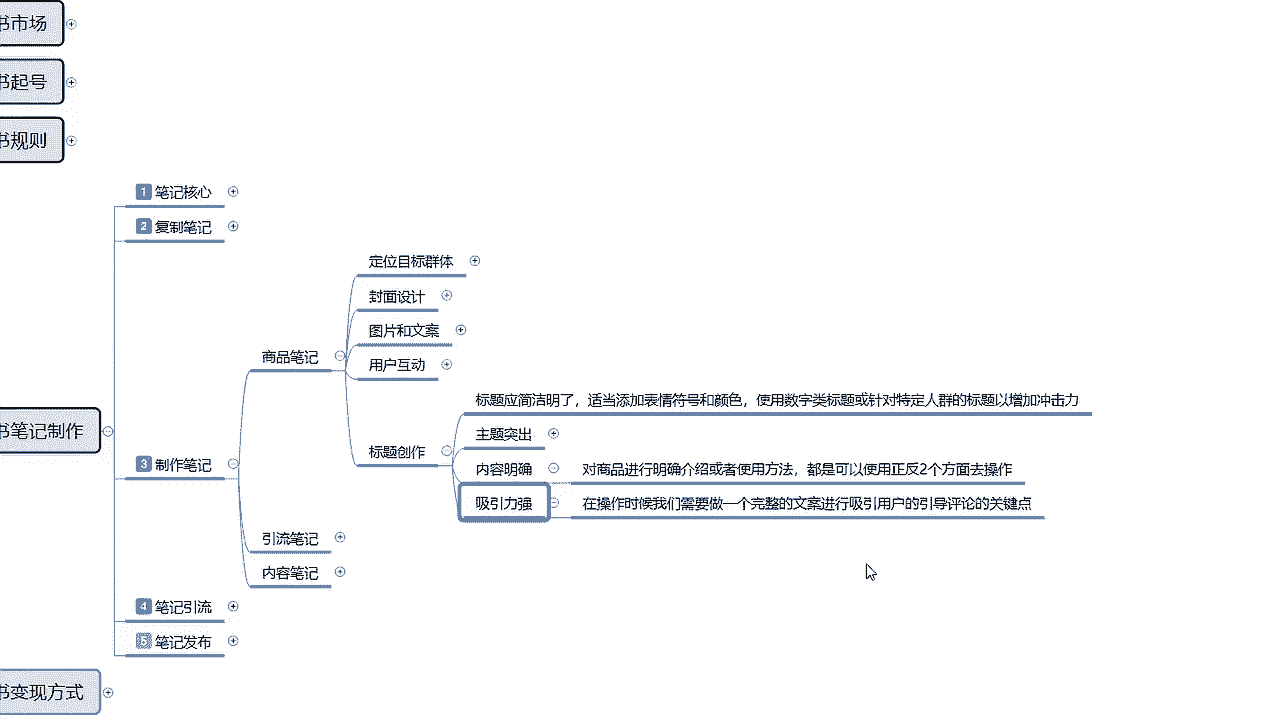 书市场
书起号
书规则
1 笔记核心
2 复制笔记
定位目标群体
封面设计
图片和文案
商品笔记
用户互动
标题应简洁明了，适当添加表情符号和颜色，使用数字类标题或针对特定人群的标题以增加冲击力
主题突出
书笔记制作
标题创作
3 制作笔记
内容明确
对商品进行明确介绍或者使用方法，都是可以使用正反2个方面去操作
吸引力强
在操作时候我们需要做一个完整的文案进行吸引用户的引导评论的关键点
引流笔记
内容笔记
4 笔记引流
5 笔记发布
书变现方式